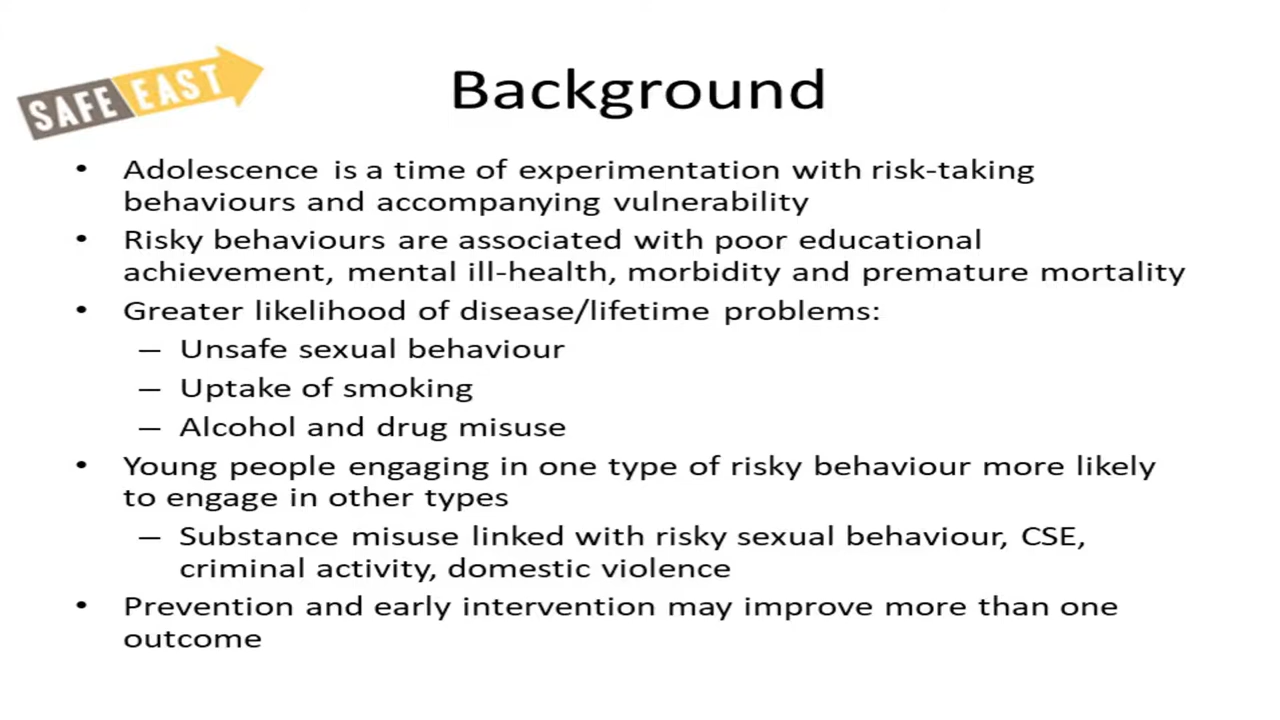 SAFE EAST
Background
• Adolescence is a time of experimentation with risk-taking
behaviours and accompanying vulnerability
• Risky behaviours are associated with poor educational
achievement, mental ill-health, morbidity and premature mortality
• Greater likelihood of disease/lifetime problems:
– Unsafe sexual behaviour
– Uptake of smoking
– Alcohol and drug misuse
• Young people engaging in one type of risky behaviour more likely
to engage in other types
– Substance misuse linked with risky sexual behaviour, CSE,
criminal activity, domestic violence
• Prevention and early intervention may improve more than one
outcome